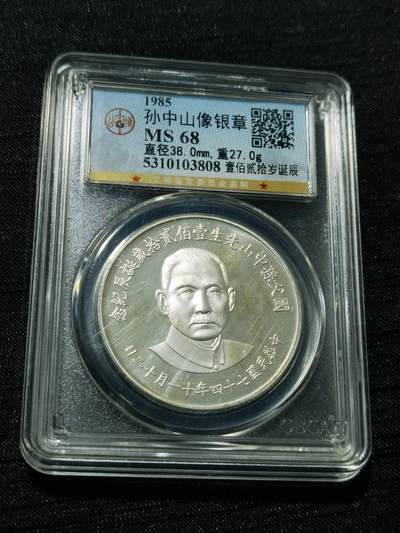 1985
孙中山像银章
MS 68
直径38.0mm,重27.0g
5310103808 壹佰贰拾岁诞辰
國父孫中山先生壹佰貳拾歲誕辰紀念
中華民國七十四年十一月十二日
GBCA